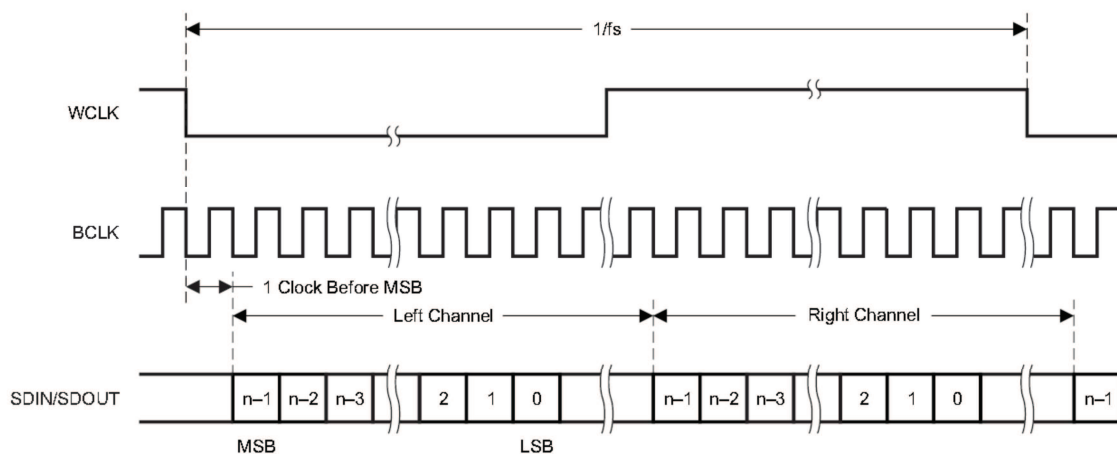 1/fs
WCLK
BCLK
1 Clock Before MSB
Left Channel Right Channel
SDIN/SDOUT n–1 n–2 n–3 2 1 0 n–1 n–2 n–3 2 1 0 n–1
MSB LSB